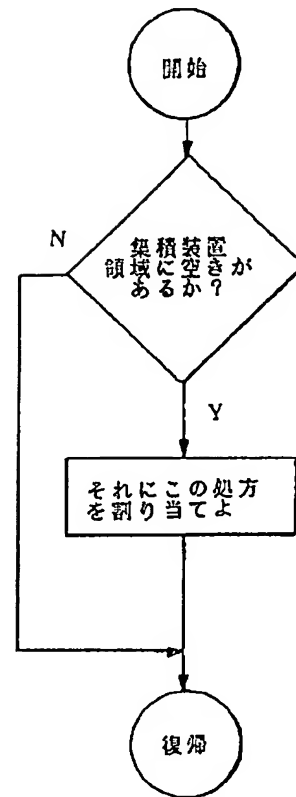 開始
N
集積装置
領域に空きが
あるか？
Y
それにこの処方
を割り当てよ
復帰